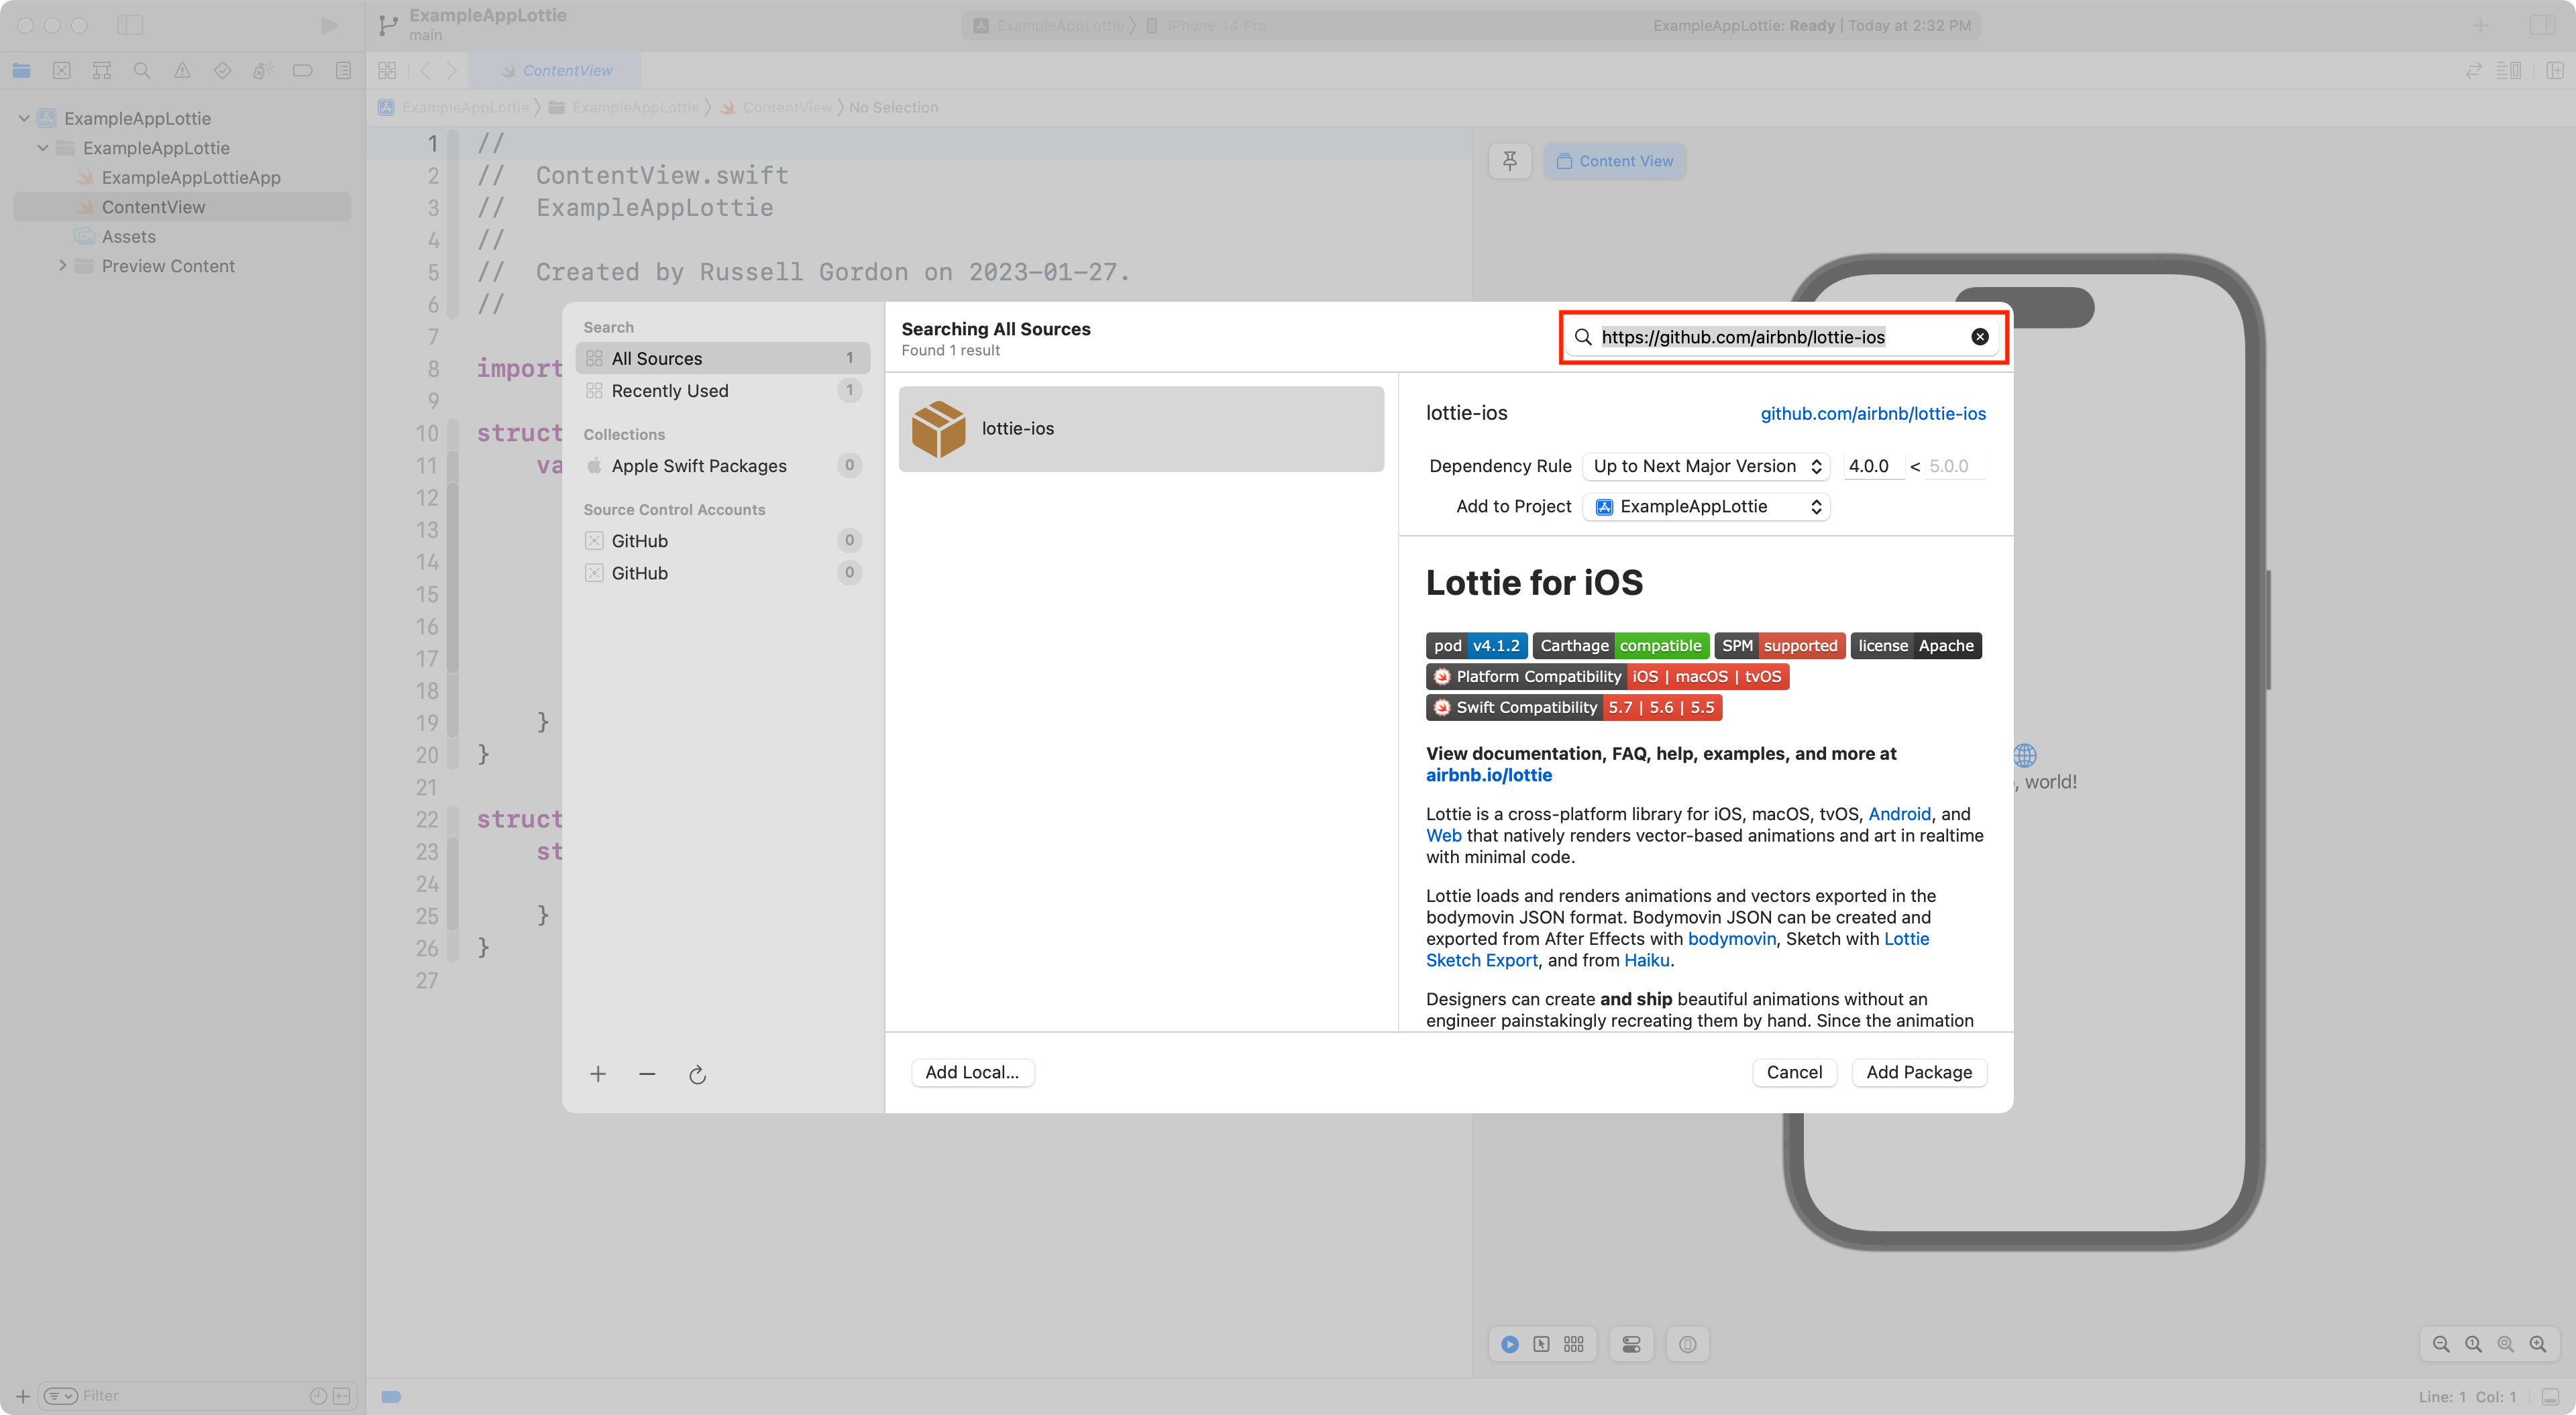 ExampleAppLottie
main
ExampleAppLottie
iPhone 14 Pro
ExampleAppLottie: Ready | Today at 2:32 PM
ContentView
ExampleAppLottie
ExampleAppLottie
ContentView
No Selection
ExampleAppLottie
ExampleAppLottie
ExampleAppLottieApp
ContentView
Assets
Preview Content
1 //
2 //  ContentView.swift
3 //  ExampleAppLottie
4 //
5 //  Created by Russell Gordon on 2023-01-27.
6 //
7
8 import
9
10 struct
11 va
12
13
14
15
16
17
18
19 }
20 }
21
22 struct
23 st
24
25 }
26 }
27
Content View
, world!
Search
All Sources 1
Recently Used 1
Collections
Apple Swift Packages 0
Source Control Accounts
GitHub 0
GitHub 0
Searching All Sources
Found 1 result
https://github.com/airbnb/lottie-ios
lottie-ios
lottie-ios
github.com/airbnb/lottie-ios
Dependency Rule Up to Next Major Version 4.0.0 < 5.0.0
Add to Project ExampleAppLottie
Lottie for iOS
pod v4.1.2 Carthage compatible SPM supported license Apache
Platform Compatibility iOS | macOS | tvOS
Swift Compatibility 5.7 | 5.6 | 5.5
View documentation, FAQ, help, examples, and more at
airbnb.io/lottie
Lottie is a cross-platform library for iOS, macOS, tvOS, Android, and
Web that natively renders vector-based animations and art in realtime
with minimal code.
Lottie loads and renders animations and vectors exported in the
bodymovin JSON format. Bodymovin JSON can be created and
exported from After Effects with bodymovin, Sketch with Lottie
Sketch Export, and from Haiku.
Designers can create and ship beautiful animations without an
engineer painstakingly recreating them by hand. Since the animation
Add Local...
Cancel
Add Package
Filter
Line: 1 Col: 1